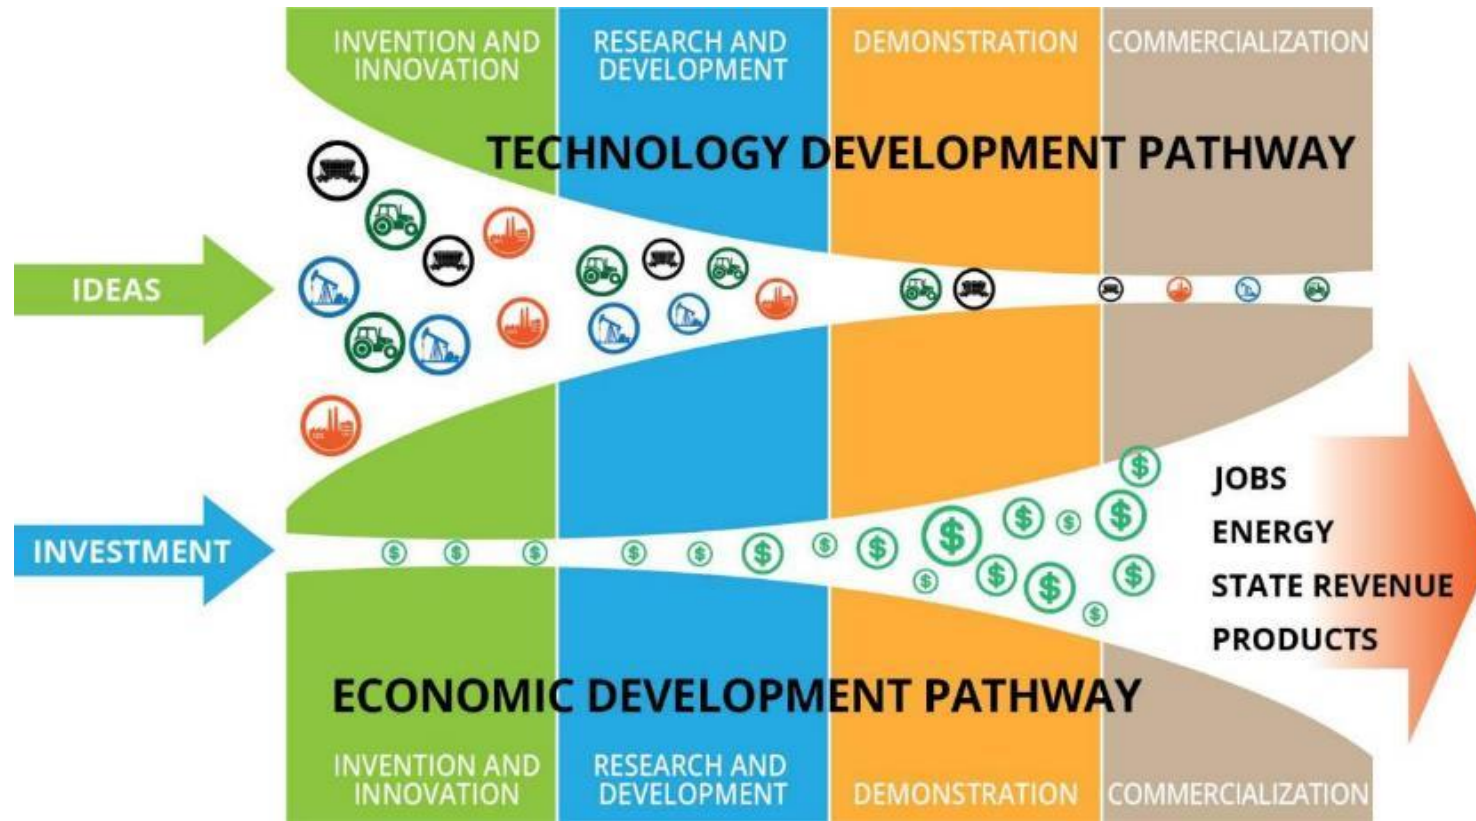 INVENTION AND
INNOVATION
RESEARCH AND
DEVELOPMENT
DEMONSTRATION
COMMERCIALIZATION
TECHNOLOGY DEVELOPMENT PATHWAY
IDEAS
INVESTMENT
$ $ $ $ $ $ $ $ $ $ $ $ $ $ $ $ $ $
JOBS
ENERGY
STATE REVENUE
PRODUCTS
ECONOMIC DEVELOPMENT PATHWAY
INVENTION AND
INNOVATION
RESEARCH AND
DEVELOPMENT
DEMONSTRATION
COMMERCIALIZATION